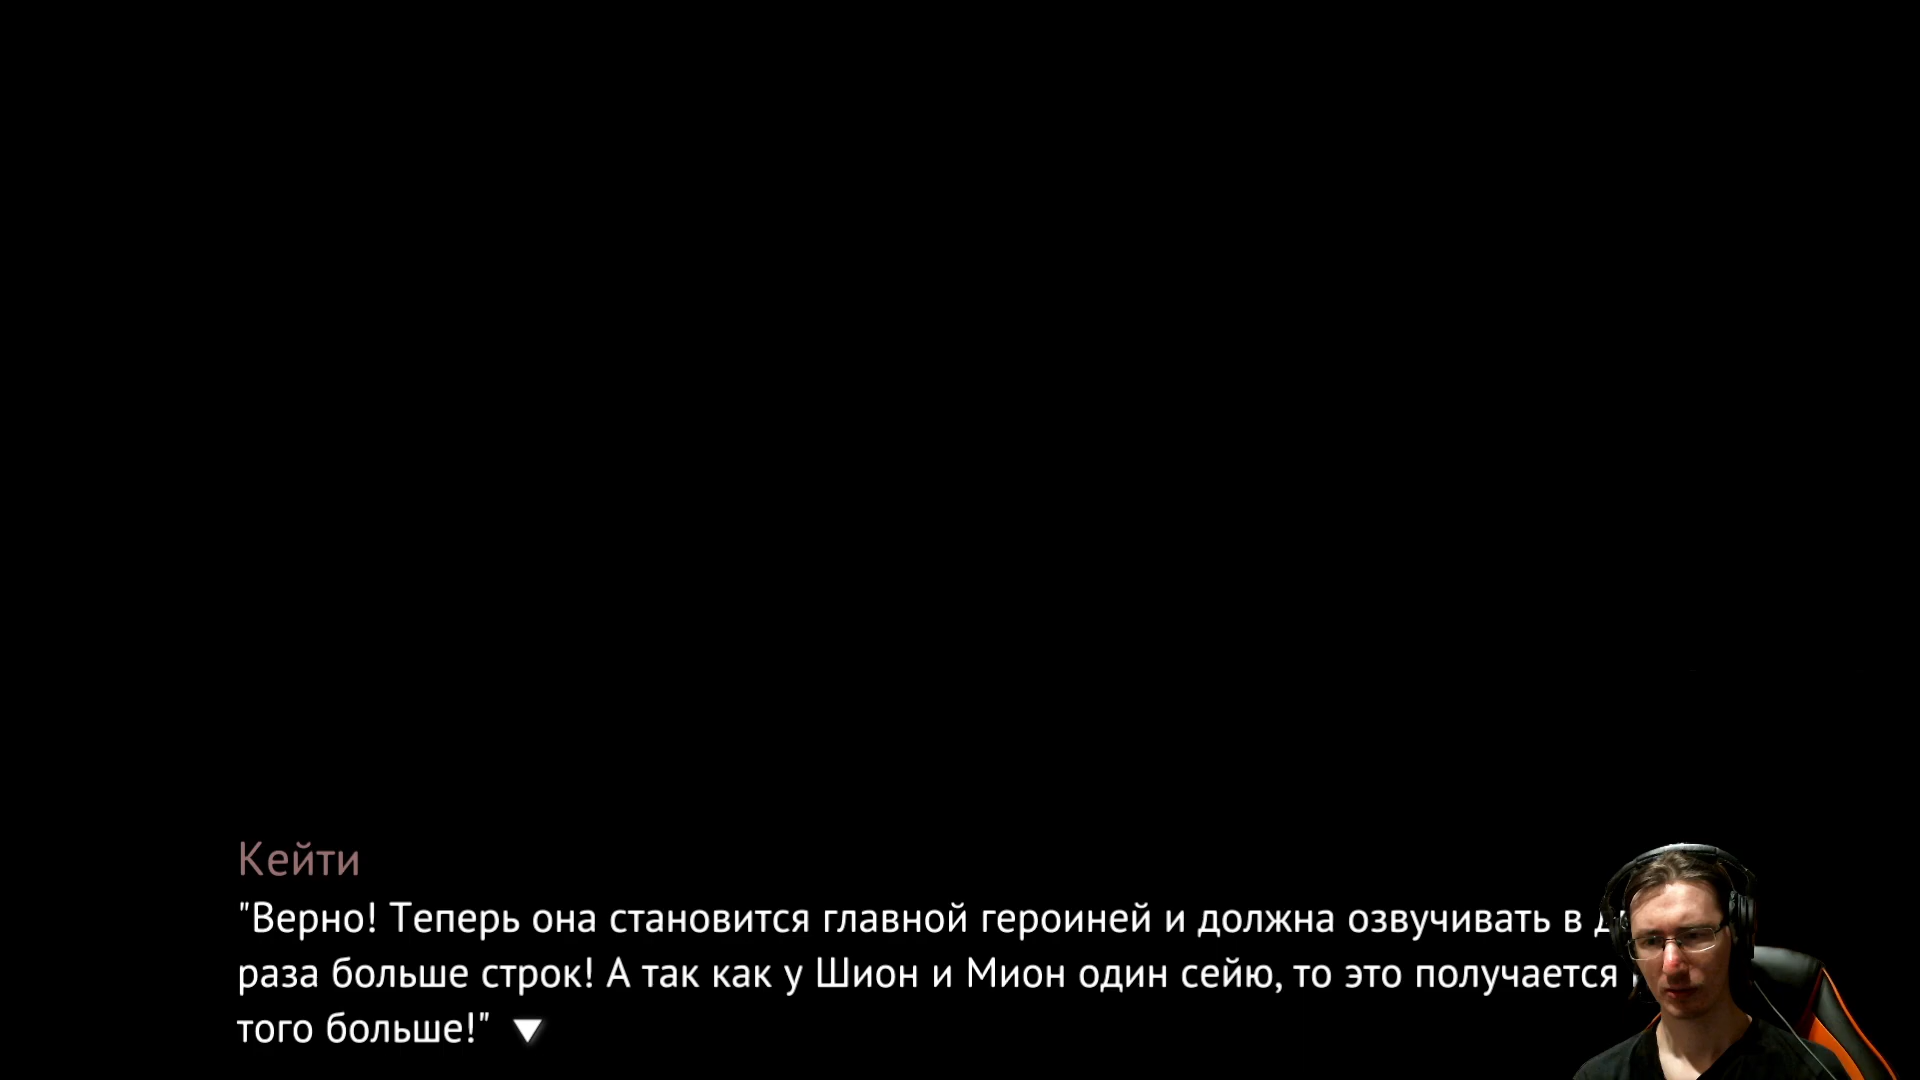 Кейти
"Верно! Теперь она становится главной героиней и должна озвучивать в
раза больше строк! А так как у Шион и Мион один сейю, то это получается
того больше!"